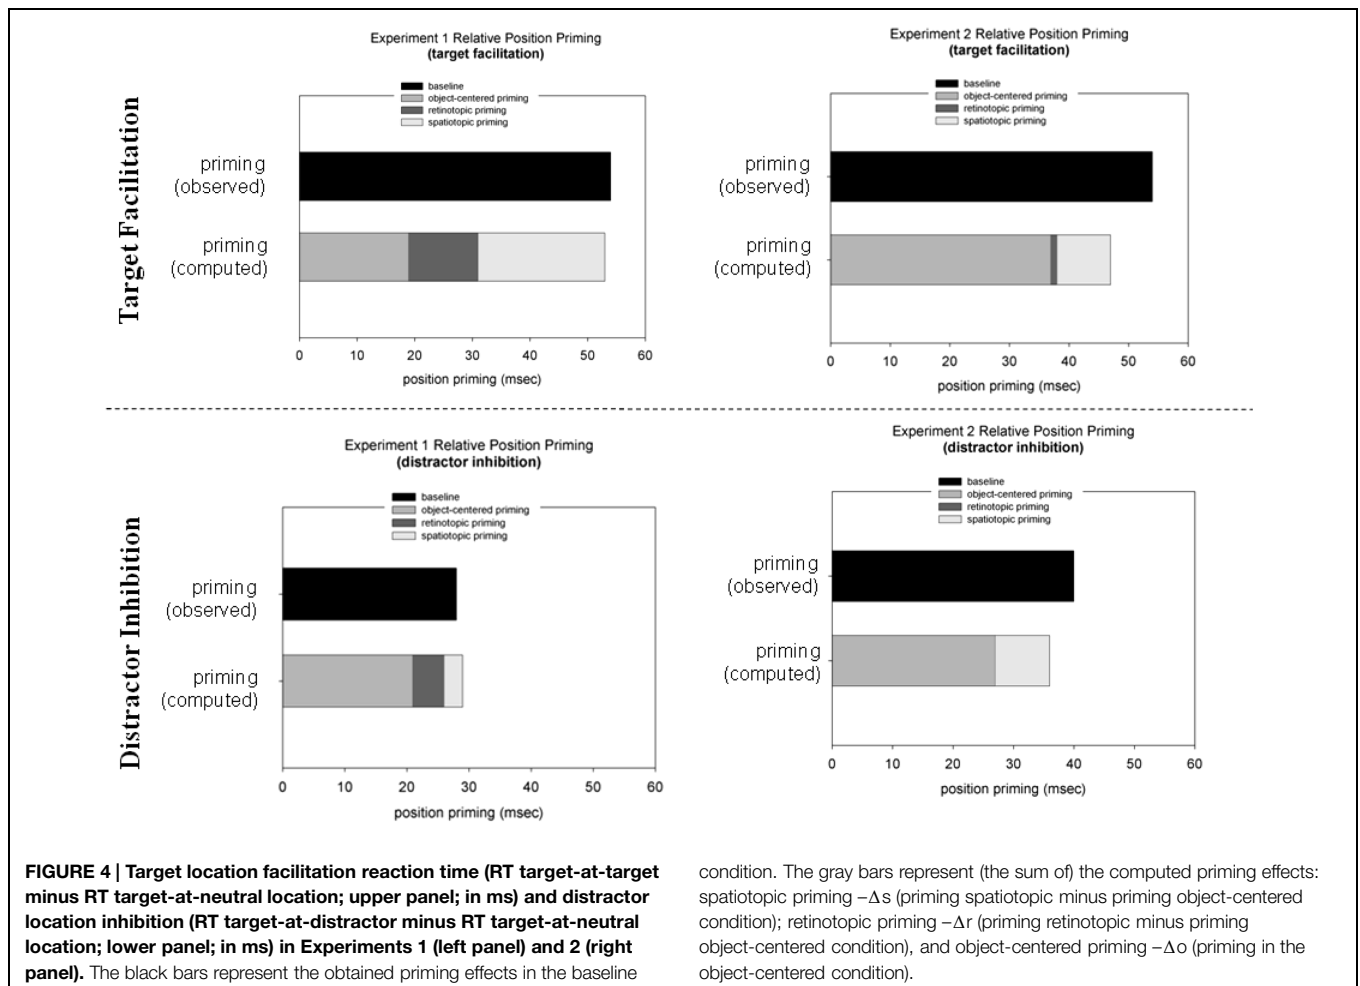 Target Facilitation
Experiment 1 Relative Position Priming
(target facilitation)
baseline
object-centered priming
retinotopic priming
spatiotopic priming
priming
(observed)
priming
(computed)
0 10 20 30 40 50 60
position priming (msec)
Experiment 2 Relative Position Priming
(target facilitation)
baseline
object-centered priming
retinotopic priming
spatiotopic priming
priming
(observed)
priming
(computed)
0 10 20 30 40 50 60
position priming (msec)
Distractor Inhibition
Experiment 1 Relative Position Priming
(distractor inhibition)
baseline
object-centered priming
retinotopic priming
spatiotopic priming
priming
(observed)
priming
(computed)
0 10 20 30 40 50 60
position priming (msec)
Experiment 2 Relative Position Priming
(distractor inhibition)
baseline
object-centered priming
retinotopic priming
spatiotopic priming
priming
(observed)
priming
(computed)
0 10 20 30 40 50 60
position priming (msec)
FIGURE 4 | Target location facilitation reaction time (RT target-at-target
minus RT target-at-neutral location; upper panel; in ms) and distractor
location inhibition (RT target-at-distractor minus RT target-at-neutral
location; lower panel; in ms) in Experiments 1 (left panel) and 2 (right
panel). The black bars represent the obtained priming effects in the baseline
condition. The gray bars represent (the sum of) the computed priming effects:
spatiotopic priming –Δs (priming spatiotopic minus priming object-centered
condition); retinotopic priming –Δr (priming retinotopic minus priming
object-centered condition), and object-centered priming –Δo (priming in the
object-centered condition).